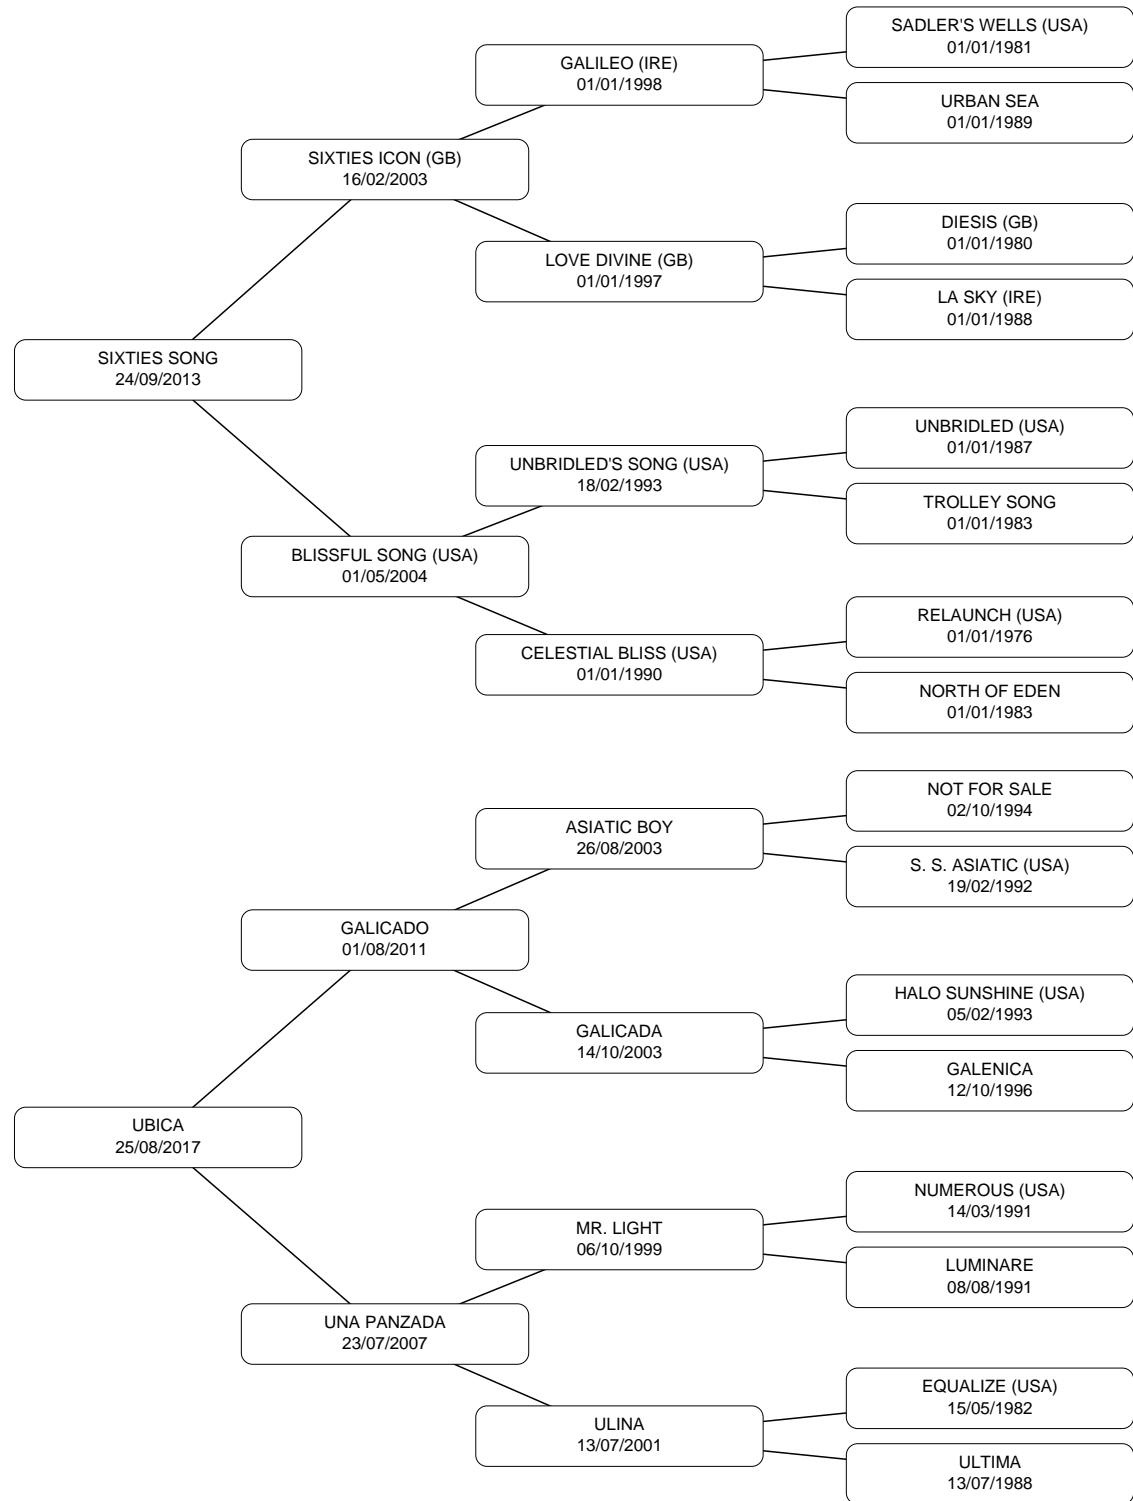 SADLER'S WELLS (USA)
01/01/1981
GALILEO (IRE)
01/01/1998
URBAN SEA
01/01/1989
SIXTIES ICON (GB)
16/02/2003
DIESIS (GB)
01/01/1980
LOVE DIVINE (GB)
01/01/1997
LA SKY (IRE)
01/01/1988
SIXTIES SONG
24/09/2013
UNBRIDLED (USA)
01/01/1987
UNBRIDLED'S SONG (USA)
18/02/1993
TROLLEY SONG
01/01/1983
BLISSFUL SONG (USA)
01/05/2004
RELAUNCH (USA)
01/01/1976
CELESTIAL BLISS (USA)
01/01/1990
NORTH OF EDEN
01/01/1983
NOT FOR SALE
02/10/1994
ASIATIC BOY
26/08/2003
S. S. ASIATIC (USA)
19/02/1992
GALICADO
01/08/2011
HALO SUNSHINE (USA)
05/02/1993
GALICADA
14/10/2003
GALENICA
12/10/1996
UBICA
25/08/2017
NUMEROUS (USA)
14/03/1991
MR. LIGHT
06/10/1999
LUMINARE
08/08/1991
UNA PANZADA
23/07/2007
EQUALIZE (USA)
15/05/1982
ULINA
13/07/2001
ULTIMA
13/07/1988